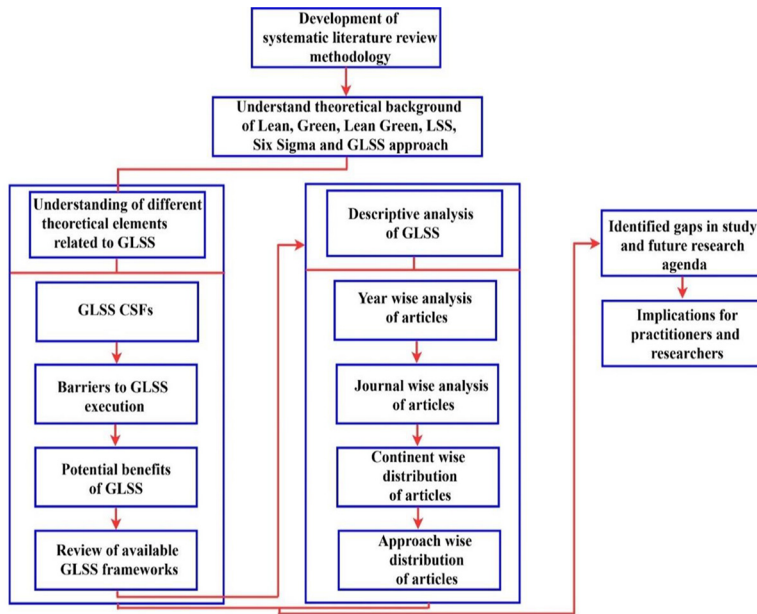 Development of
systematic literature review
methodology
Understand theoretical background
of Lean, Green, Lean Green, LSS,
Six Sigma and GLSS approach
Understanding of different
theoretical elements
related to GLSS
GLSS CSFs
Barriers to GLSS
execution
Potential benefits
of GLSS
Review of available
GLSS frameworks
Descriptive analysis
of GLSS
Year wise analysis
of articles
Journal wise analysis
of articles
Continent wise
distribution
of articles
Approach wise
distribution
of articles
Identified gaps in study
and future research
agenda
Implications for
practitioners and
researchers